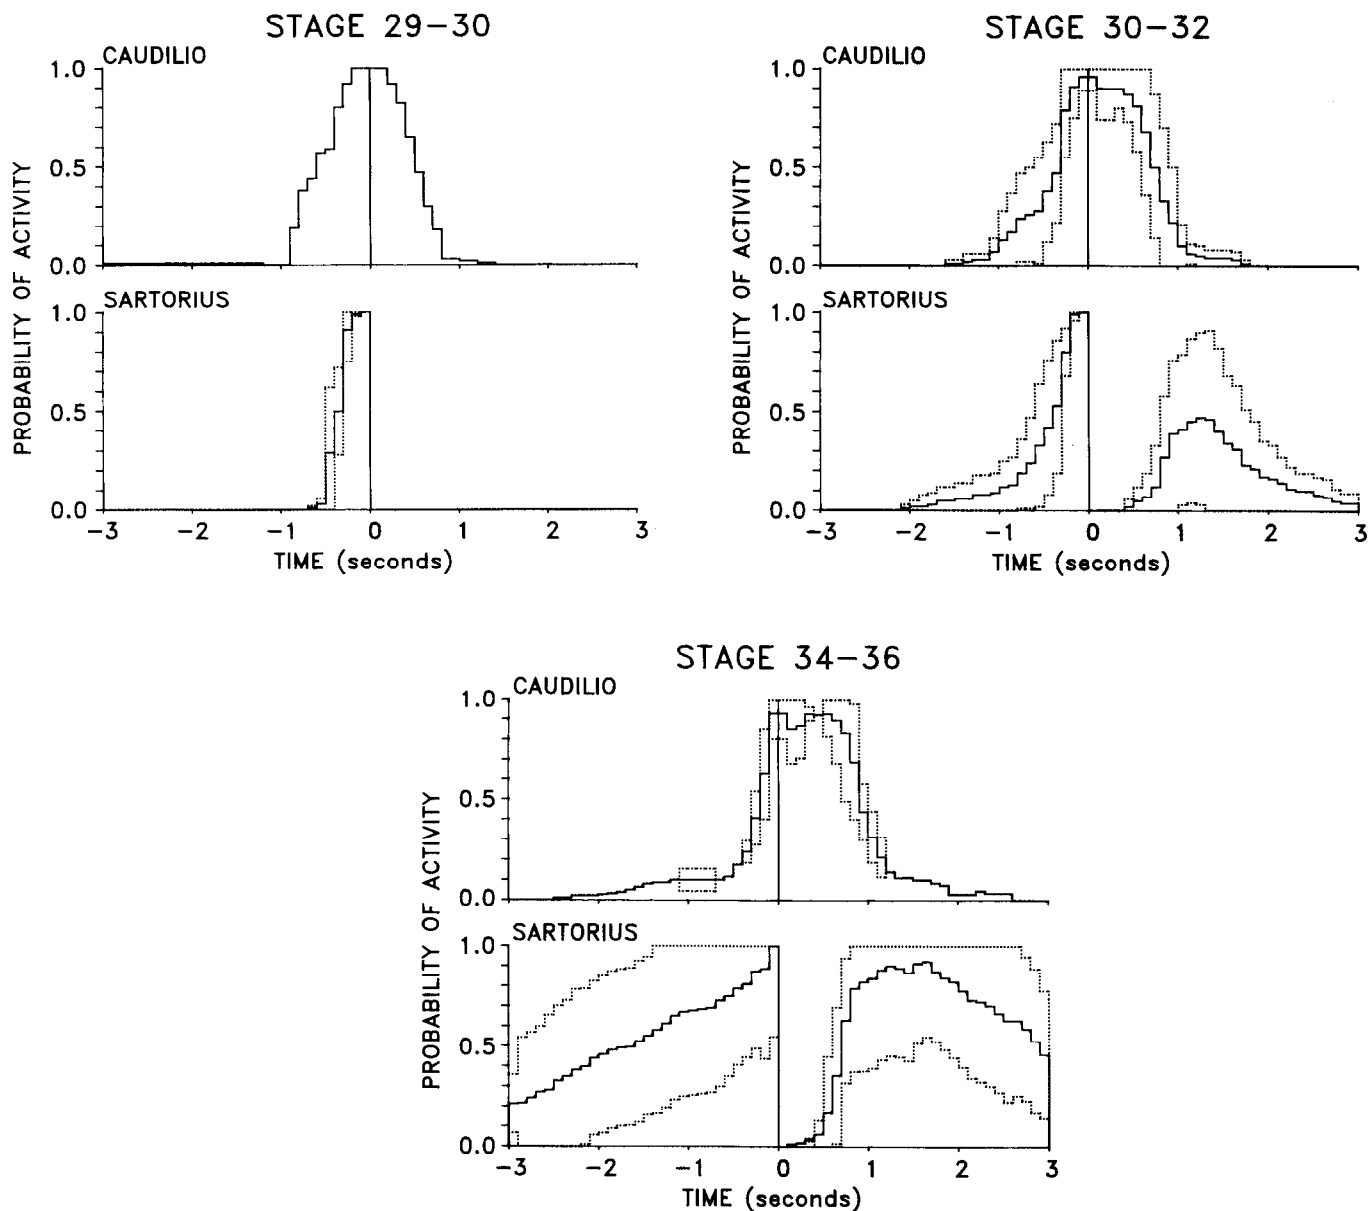 STAGE 29–30
CAUDILIO
1.0
0.5
0.0
SARTORIUS
1.0
0.5
0.0
PROBABILITY OF ACTIVITY
-3 -2 -1 0 1 2 3
TIME (seconds)
STAGE 30–32
CAUDILIO
1.0
0.5
0.0
SARTORIUS
1.0
0.5
0.0
PROBABILITY OF ACTIVITY
-3 -2 -1 0 1 2 3
TIME (seconds)
STAGE 34–36
CAUDILIO
1.0
0.5
0.0
SARTORIUS
1.0
0.5
0.0
PROBABILITY OF ACTIVITY
-3 -2 -1 0 1 2 3
TIME (seconds)